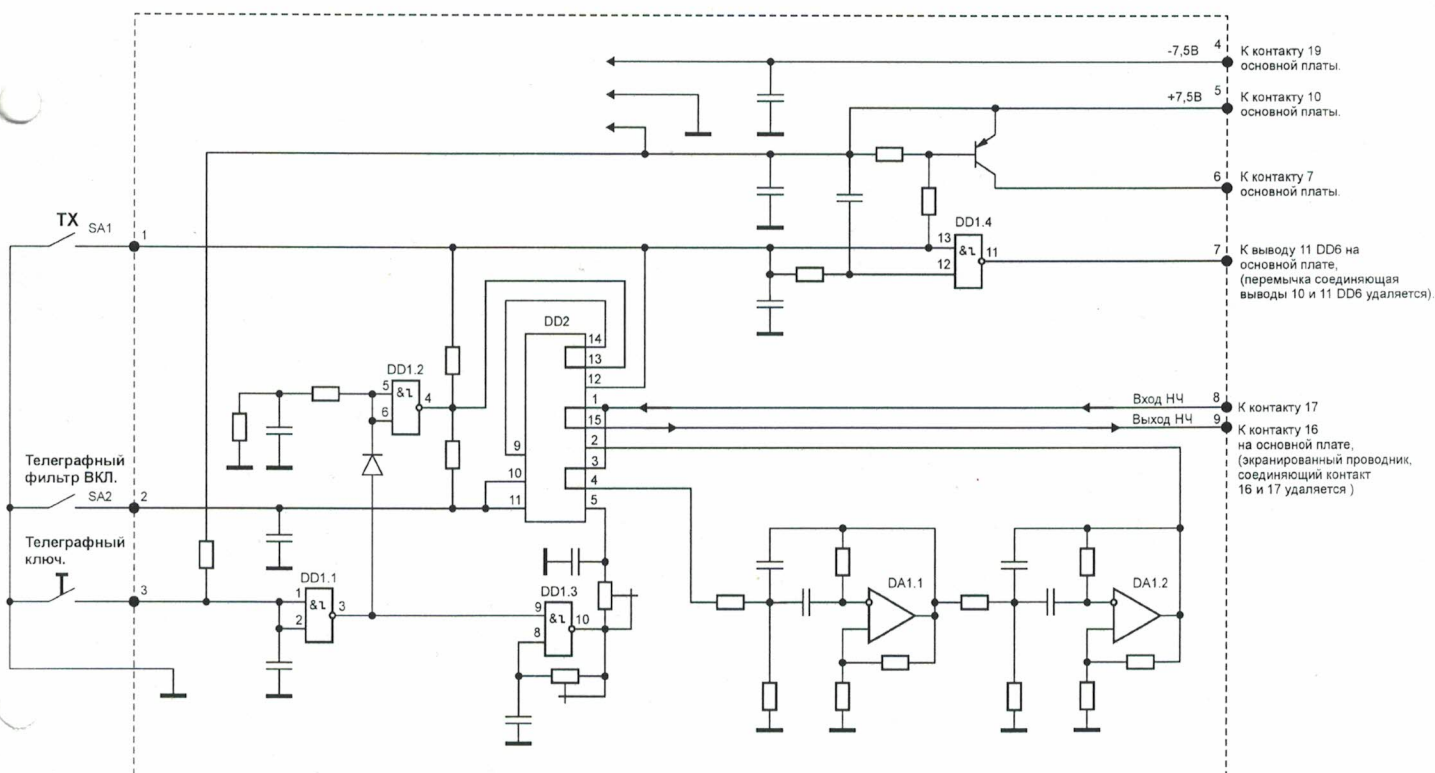 -7,5В
4
К контакту 19
основной платы.
+7,5В
5
К контакту 10
основной платы.
6
К контакту 7
основной платы.
TX
SA1
1
DD1.4
13
&
12
11
7
К выводу 11 DD6 на
основной плате,
(перемычка соединяющая
выводы 10 и 11 DD6 удаляется).
DD2
14
13
12
1
15
2
3
4
5
9
10
11
DD1.2
5
&
6
4
Вход НЧ
8
К контакту 17
Выход НЧ
9
К контакту 16
на основной плате,
(экранированный проводник,
соединяющий контакт
16 и 17 удаляется )
Телеграфный
фильтр ВКЛ.
SA2
2
Телеграфный
ключ.
3
DD1.1
1
&
2
3
DD1.3
9
&
8
10
DA1.1
DA1.2